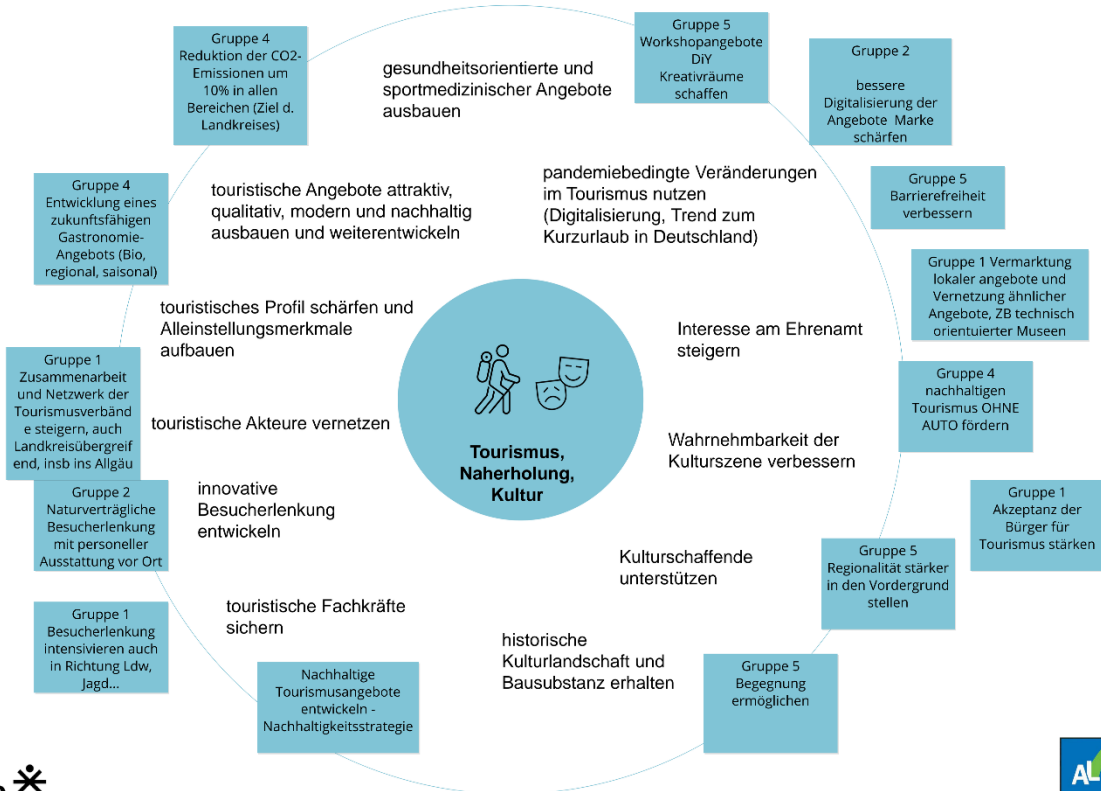 Gruppe 4
Reduktion der CO2-
Emissionen um
10% in allen
Bereichen (Ziel d.
Landkreises)
gesundheitsorientierte und
sportmedizinischer Angebote
ausbauen
Gruppe 5
Workshopangebote
DiY
Kreativräume
schaffen
Gruppe 2
bessere
Digitalisierung der
Angebote Marke
schärfen
Gruppe 4
Entwicklung eines
zukunftsfähigen
Gastronomie-
Angebots (Bio,
regional, saisonal)
touristische Angebote attraktiv,
qualitativ, modern und nachhaltig
ausbauen und weiterentwickeln
pandemiebedingte Veränderungen
im Tourismus nutzen
(Digitalisierung, Trend zum
Kurzurlaub in Deutschland)
Gruppe 5
Barrierefreiheit
verbessern
Gruppe 1 Vermarktung
lokaler angebote und
Vernetzung ähnlicher
Angebote, ZB technisch
orientuierter Museen
touristisches Profil schärfen und
Alleinstellungsmerkmale
aufbauen
Interesse am Ehrenamt
steigern
Gruppe 1
Zusammenarbeit
und Netzwerk der
Tourismusverbänd
e steigern, auch
Landkreisübergreif
end, insb ins Allgäu
touristische Akteure vernetzen
Tourismus,
Naherholung,
Kultur
Wahrnehmbarkeit der
Kulturszene verbessern
Gruppe 4
nachhaltigen
Tourismus OHNE
AUTO fördern
Gruppe 2
Naturverträgliche
Besucherlenkung
mit personeller
Ausstattung vor Ort
innovative
Besucherlenkung
entwickeln
Kulturschaffende
unterstützen
Gruppe 5
Regionalität stärker
in den Vordergrund
stellen
Gruppe 1
Akzeptanz der
Bürger für
Tourismus stärken
Gruppe 1
Besucherlenkung
intensivieren auch
in Richtung Ldw,
Jagd...
touristische Fachkräfte
sichern
historische
Kulturlandschaft und
Bausubstanz erhalten
Nachhaltige
Tourismusangebote
entwickeln -
Nachhaltigkeitsstrategie
Gruppe 5
Begegnung
ermöglichen